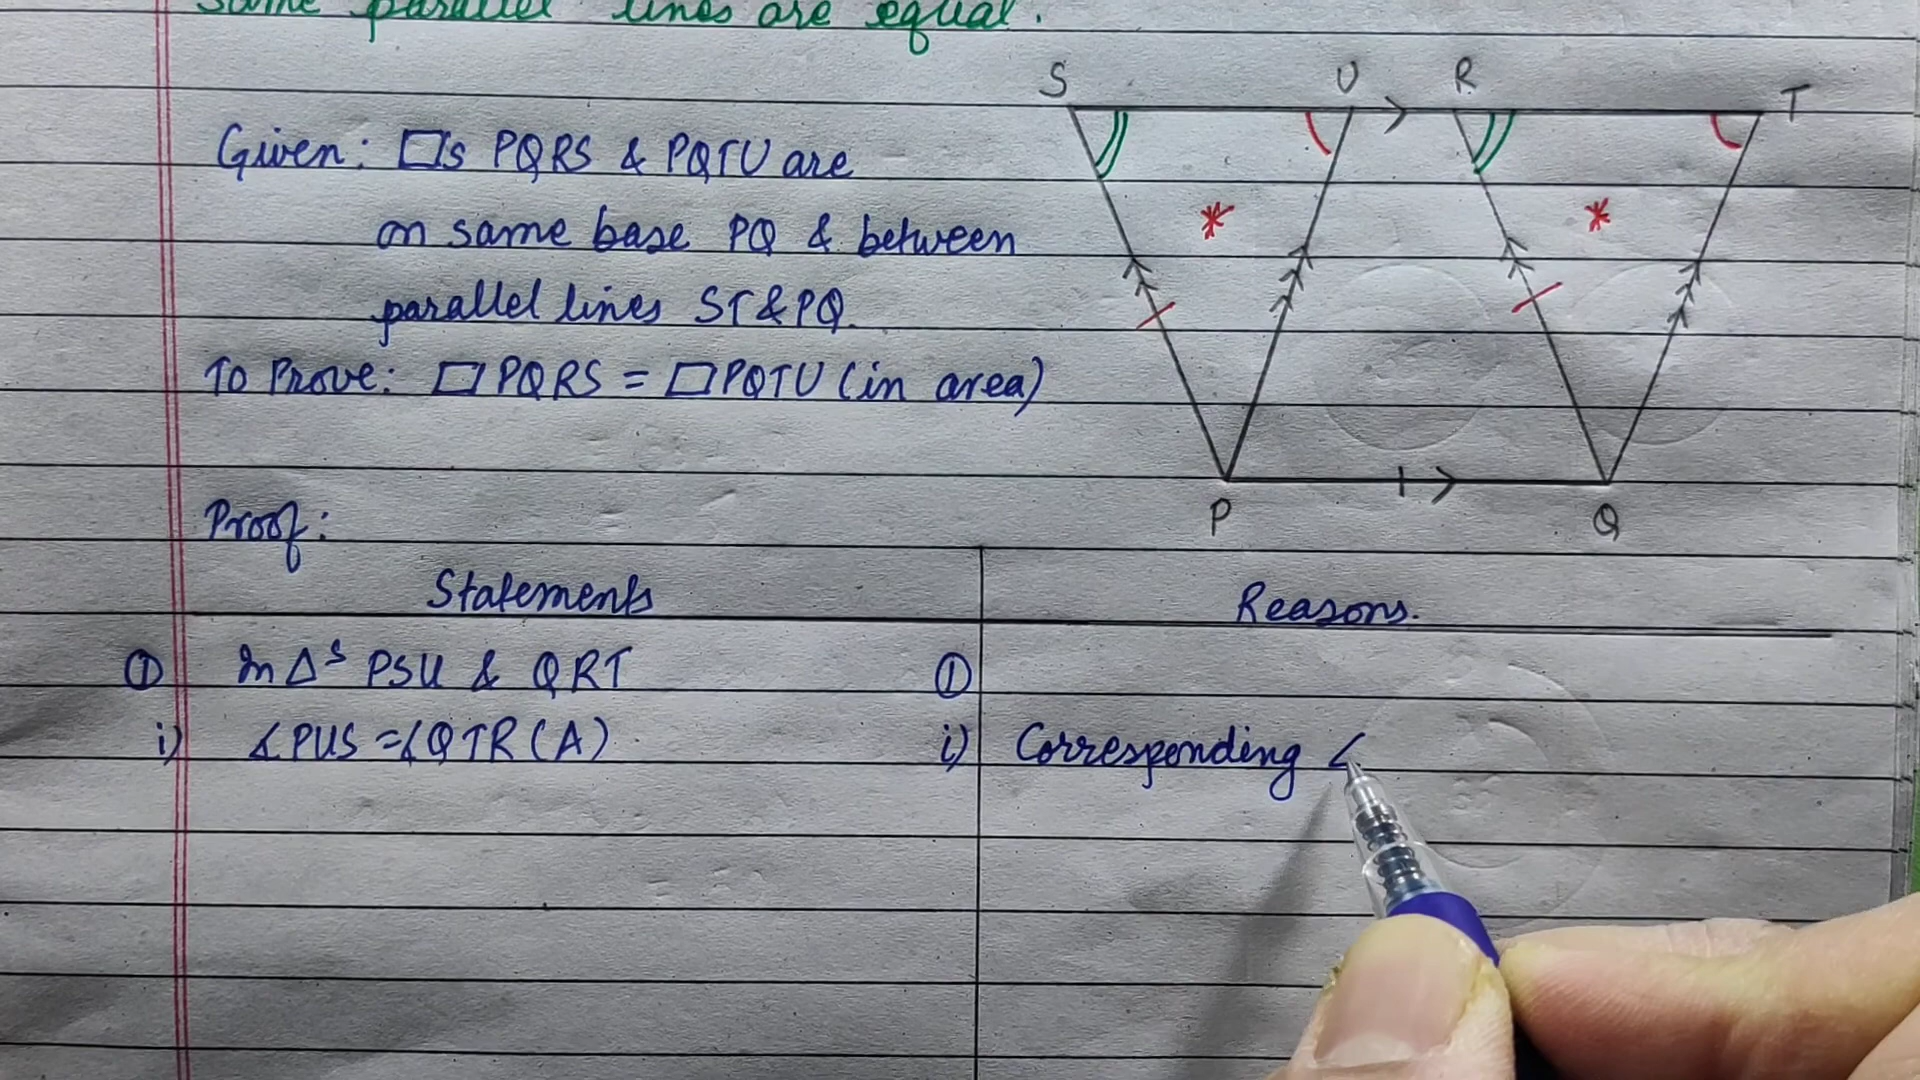 same parallel lines are equal.
S U R T
Given: □s PQRS & PQTU are
on same base PQ & between
parallel lines ST & PQ.
To Prove: ▱ PQRS = ▱ PQTU (in area)
P Q
Proof:
Statements Reasons.
① In Δˢ PSU & QRT ①
i) ∡PUS = ∡QTR (A) i) Corresponding ∠